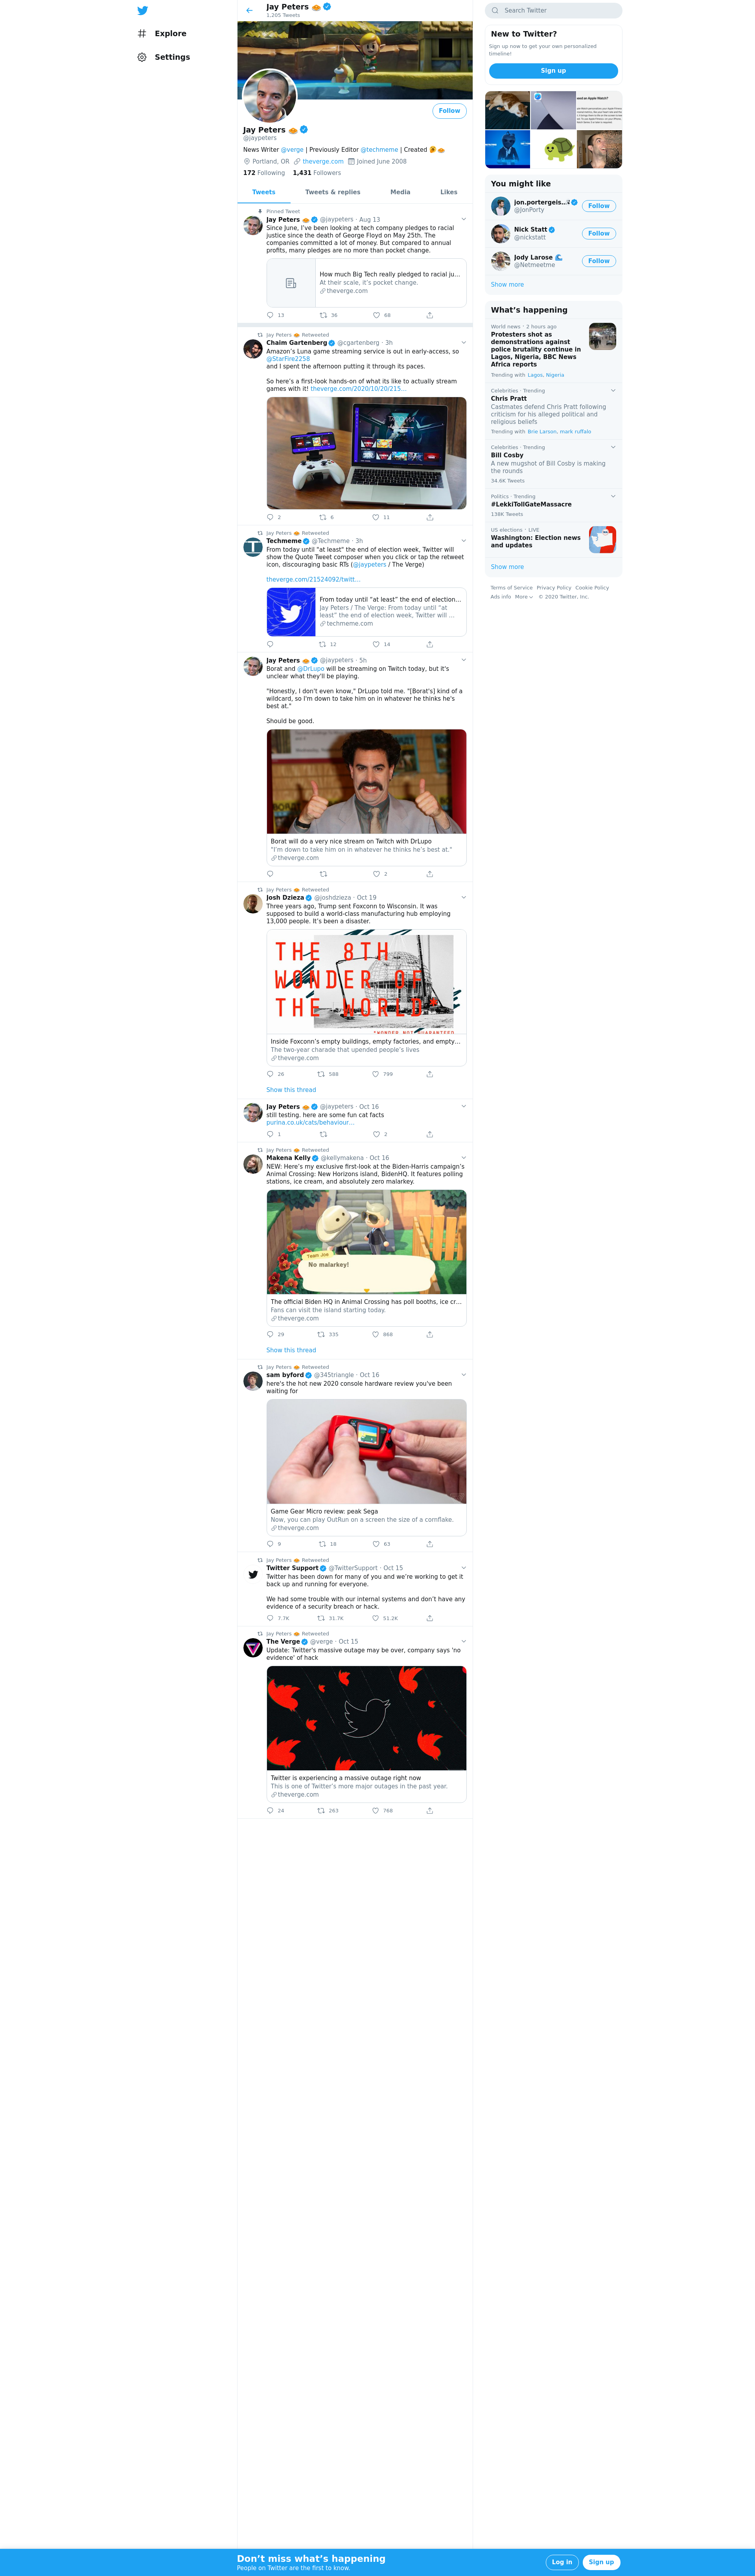 Jay Peters
1,205 Tweets
Explore
Settings
Follow
Jay Peters
@jaypeters
News Writer @verge | Previously Editor @techmeme | Created
Portland, OR theverge.com Joined June 2008
172 Following 1,431 Followers
Tweets Tweets & replies Media Likes
Pinned Tweet
Jay Peters @jaypeters · Aug 13
Since June, I've been looking at tech company pledges to racial
justice since the death of George Floyd on May 25th. The
companies committed a lot of money. But compared to annual
profits, many pledges are no more than pocket change.
How much Big Tech really pledged to racial ju...
At their scale, it's pocket change.
theverge.com
13 36 68
Jay Peters Retweeted
Chaim Gartenberg @cgartenberg · 3h
Amazon's Luna game streaming service is out in early-access, so
@StarFire2258
and I spent the afternoon putting it through its paces.
So here's a first-look hands-on of what its like to actually stream
games with it! theverge.com/2020/10/20/215...
2 6 11
Jay Peters Retweeted
Techmeme @Techmeme · 3h
From today until "at least" the end of election week, Twitter will
show the Quote Tweet composer when you click or tap the retweet
icon, discouraging basic RTs (@jaypeters / The Verge)
theverge.com/21524092/twitt...
From today until “at least” the end of election...
Jay Peters / The Verge: From today until “at
least” the end of election week, Twitter will ...
techmeme.com
12 14
Jay Peters @jaypeters · 5h
Borat and @DrLupo will be streaming on Twitch today, but it's
unclear what they'll be playing.
"Honestly, I don't even know," DrLupo told me. "[Borat's] kind of a
wildcard, so I'm down to take him on in whatever he thinks he's
best at."
Should be good.
Borat will do a very nice stream on Twitch with DrLupo
“I’m down to take him on in whatever he thinks he’s best at.”
theverge.com
2
Jay Peters Retweeted
Josh Dzieza @joshdzieza · Oct 19
Three years ago, Trump sent Foxconn to Wisconsin. It was
supposed to build a world-class manufacturing hub employing
13,000 people. It's been a disaster.
THE 8TH
WONDER OF
THE WORLD*
*WONDER NOT GUARANTEED
Inside Foxconn’s empty buildings, empty factories, and empty...
The two-year charade that upended people’s lives
theverge.com
26 588 799
Show this thread
Jay Peters @jaypeters · Oct 16
still testing. here are some fun cat facts
purina.co.uk/cats/behaviour...
1 2
Jay Peters Retweeted
Makena Kelly @kellymakena · Oct 16
NEW: Here's my exclusive first-look at the Biden-Harris campaign's
Animal Crossing: New Horizons island, BidenHQ. It features polling
stations, ice cream, and absolutely zero malarkey.
Team Joe
No malarkey!
The official Biden HQ in Animal Crossing has poll booths, ice cr...
Fans can visit the island starting today.
theverge.com
29 335 868
Show this thread
Jay Peters Retweeted
sam byford @345triangle · Oct 16
here's the hot new 2020 console hardware review you've been
waiting for
Game Gear Micro review: peak Sega
Now, you can play OutRun on a screen the size of a cornflake.
theverge.com
9 18 63
Jay Peters Retweeted
Twitter Support @TwitterSupport · Oct 15
Twitter has been down for many of you and we're working to get it
back up and running for everyone.
We had some trouble with our internal systems and don't have any
evidence of a security breach or hack.
7.7K 31.7K 51.2K
Jay Peters Retweeted
The Verge @verge · Oct 15
Update: Twitter's massive outage may be over, company says 'no
evidence' of hack
Twitter is experiencing a massive outage right now
This is one of Twitter’s more major outages in the past year.
theverge.com
24 263 768
Search Twitter
New to Twitter?
Sign up now to get your own personalized
timeline!
Sign up
You might like
jon.portergeis...
@JonPorty
Follow
Nick Statt
@nickstatt
Follow
Jody Larose
@Netmeetme
Follow
Show more
What’s happening
World news · 2 hours ago
Protesters shot as
demonstrations against
police brutality continue in
Lagos, Nigeria, BBC News
Africa reports
Trending with Lagos, Nigeria
Celebrities · Trending
Chris Pratt
Castmates defend Chris Pratt following
criticism for his alleged political and
religious beliefs
Trending with Brie Larson, mark ruffalo
Celebrities · Trending
Bill Cosby
A new mugshot of Bill Cosby is making
the rounds
34.6K Tweets
Politics · Trending
#LekkiTollGateMassacre
138K Tweets
US elections · LIVE
Washington: Election news
and updates
Show more
Terms of Service Privacy Policy Cookie Policy
Ads info More © 2020 Twitter, Inc.
Don’t miss what’s happening
People on Twitter are the first to know.
Log in Sign up